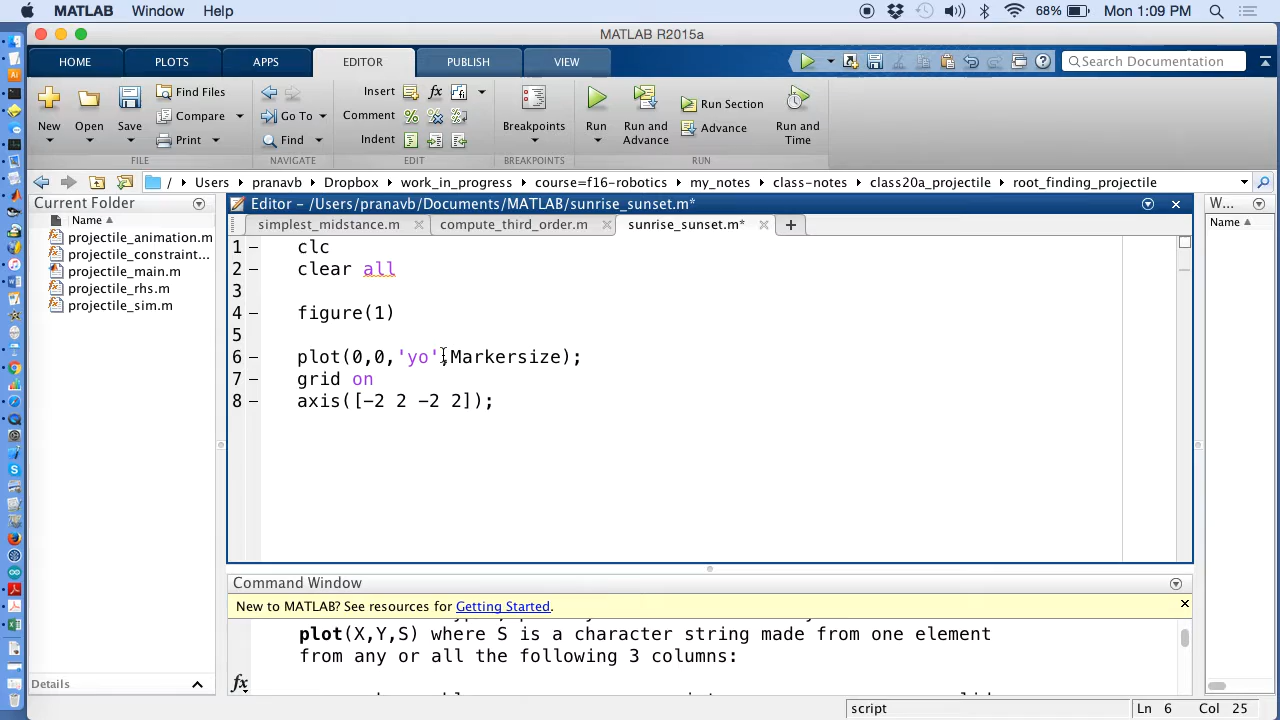 MATLAB Window Help 68% Mon 1:09 PM
MATLAB R2015a
HOME PLOTS APPS EDITOR PUBLISH VIEW Search Documentation
New Open Save Find Files Compare Print
Insert Comment Indent
Go To Find
Breakpoints Run Run and Advance Run Section Advance Run and Time
FILE NAVIGATE EDIT BREAKPOINTS RUN
/ Users pranavb Dropbox work_in_progress course=f16-robotics my_notes class-notes class20a_projectile root_finding_projectile
Current Folder
Name
projectile_animation.m
projectile_constraint...
projectile_main.m
projectile_rhs.m
projectile_sim.m
Details
Editor – /Users/pranavb/Documents/MATLAB/sunrise_sunset.m*
simplest_midstance.m compute_third_order.m sunrise_sunset.m*
1 – clc
2 – clear all
3
4 – figure(1)
5
6 – plot(0,0,'yo',Markersize);
7 – grid on
8 – axis([-2 2 -2 2]);
W...
Name
Command Window
New to MATLAB? See resources for Getting Started.
plot(X,Y,S) where S is a character string made from one element
from any or all the following 3 columns:
fx
script Ln 6 Col 25